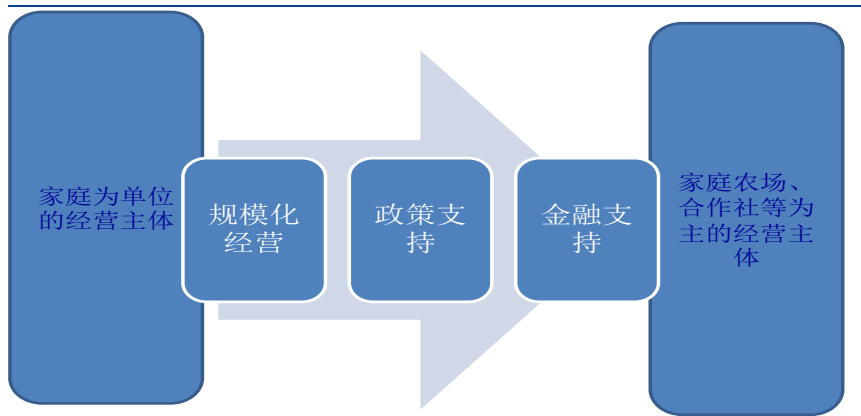 家庭为单位
的经营主体
规模化
经营
政策支
持
金融支
持
家庭农场、
合作社等为
主的经营主
体